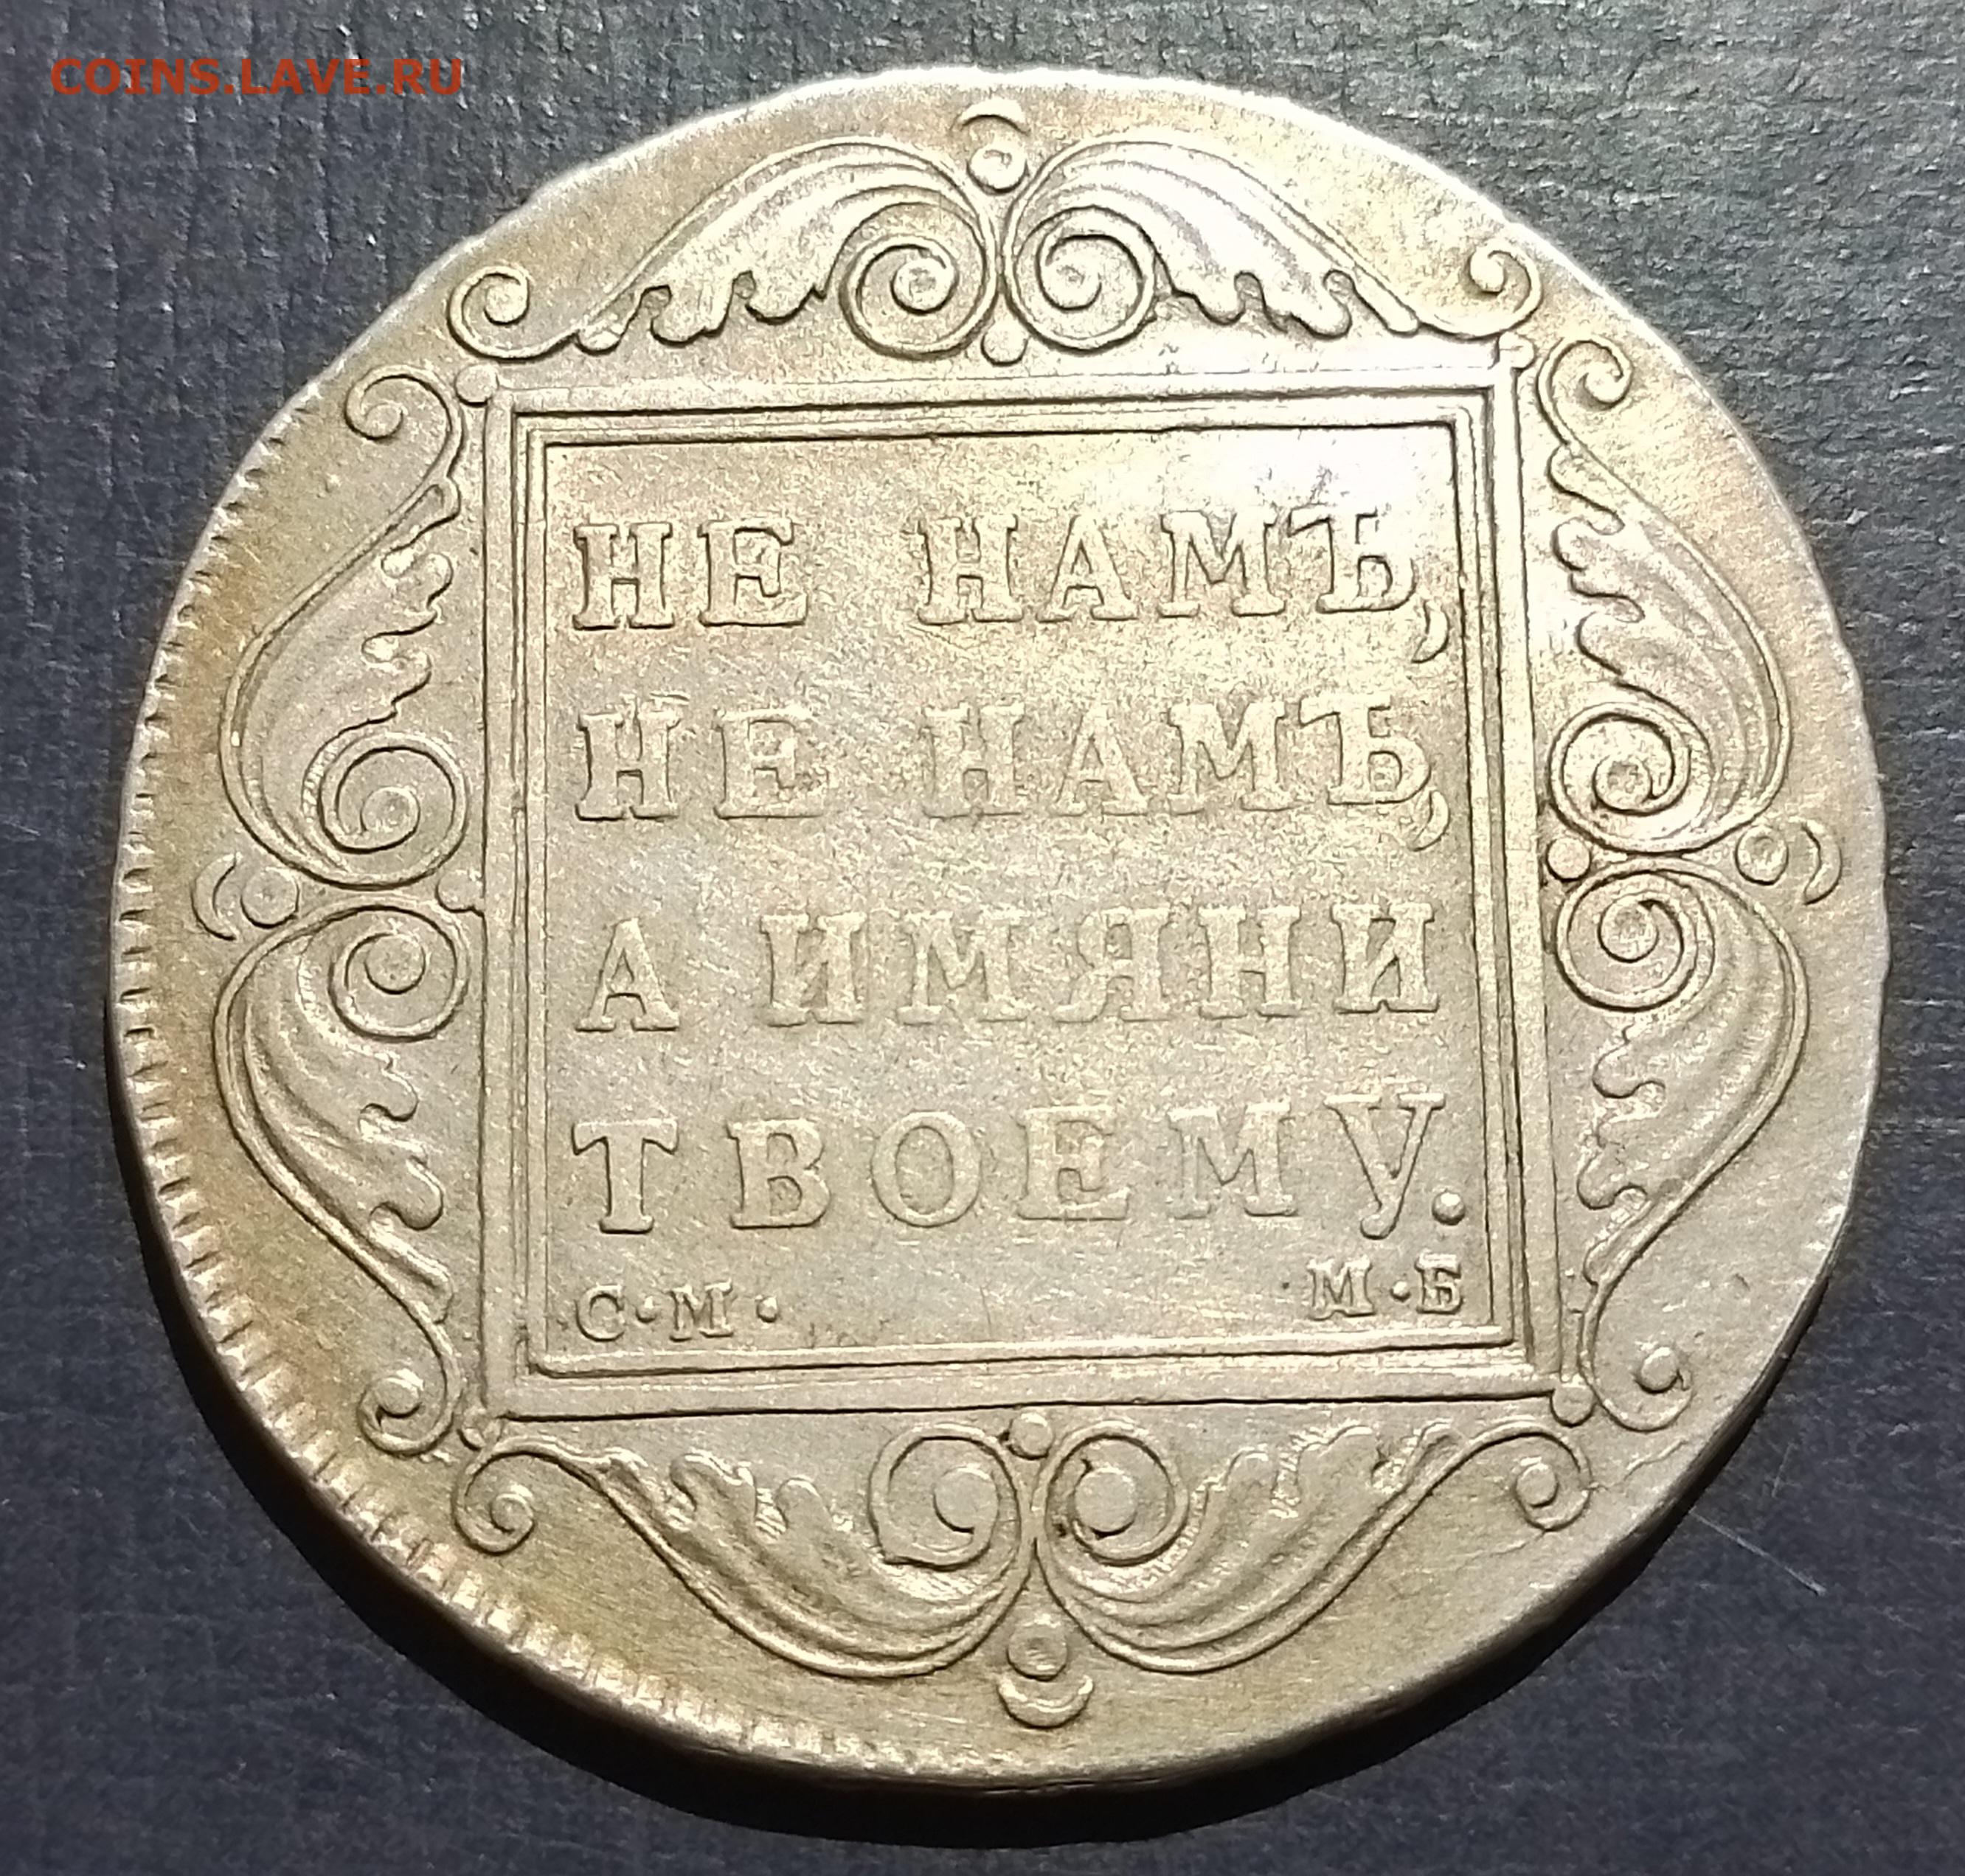 COINS.LAVE.RU
НЕ НАМЪ,
НЕ НАМЪ,
А ИМЯНИ
ТВОЕМУ.
С·М· ·М·Б